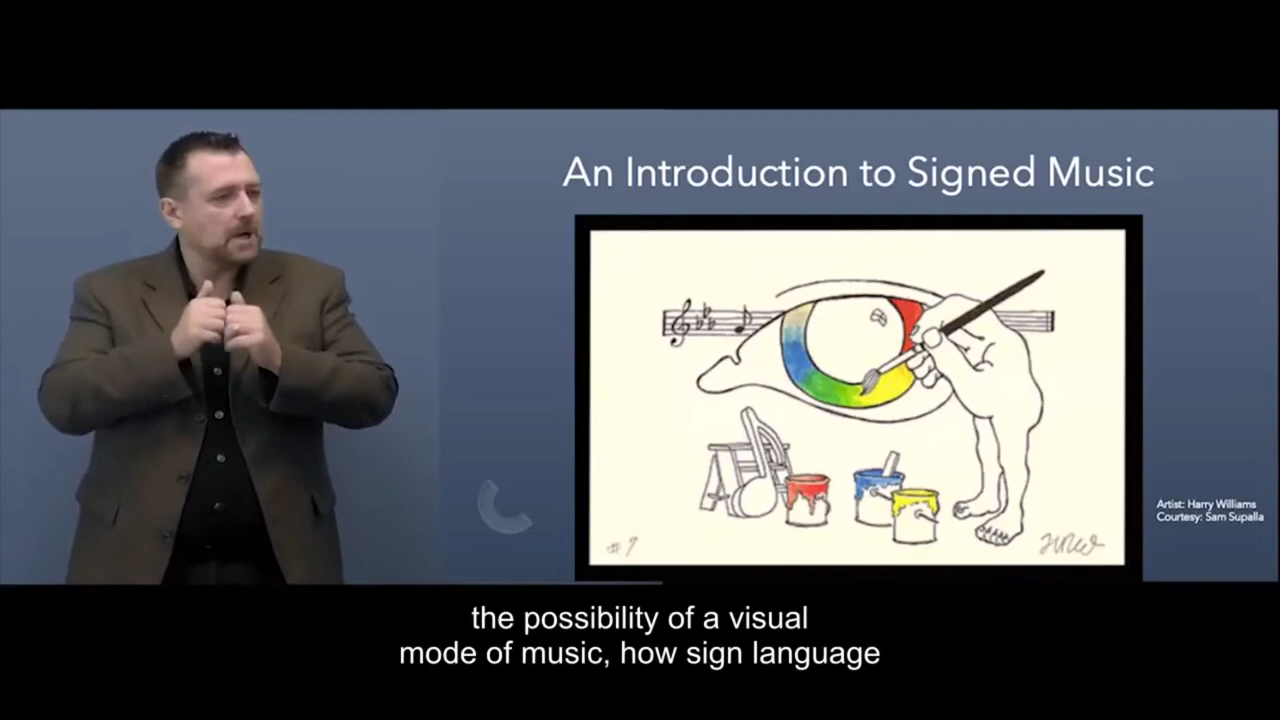 An Introduction to Signed Music
Artist: Harry Williams
Courtesy: Sam Supalla
# 9
the possibility of a visual
mode of music, how sign language